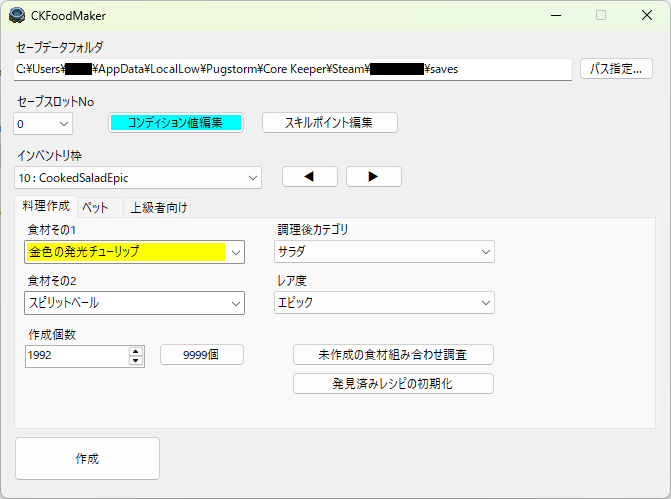 CKFoodMaker
セーブデータフォルダ
C:¥Users¥ ¥AppData¥LocalLow¥Pugstorm¥Core Keeper¥Steam¥ ¥saves
パス指定...
セーブスロットNo
0
コンディション値編集
スキルポイント編集
インベントリ枠
10 : CookedSaladEpic
◀
▶
料理作成
ペット
上級者向け
食材その1
調理後カテゴリ
金色の発光チューリップ
サラダ
食材その2
レア度
スピリットベール
エピック
作成個数
1992
9999個
未作成の食材組み合わせ調査
発見済みレシピの初期化
作成